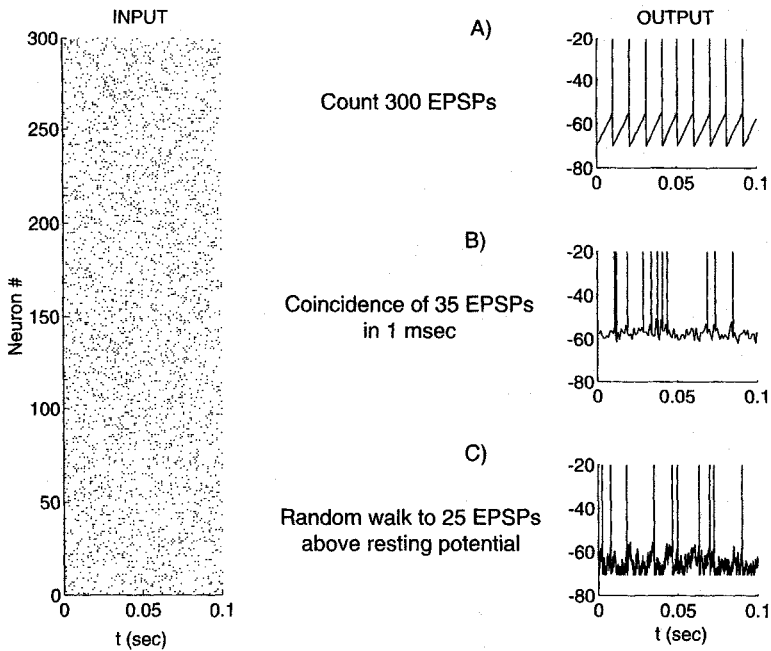 INPUT
300
250
200
150
100
50
0
Neuron #
0
0.05
0.1
t (sec)
A)
Count 300 EPSPs
B)
Coincidence of 35 EPSPs
in 1 msec
C)
Random walk to 25 EPSPs
above resting potential
OUTPUT
-20
-40
-60
-80
0
0.05
0.1
-20
-40
-60
-80
0
0.05
0.1
-20
-40
-60
-80
0
0.05
0.1
t (sec)